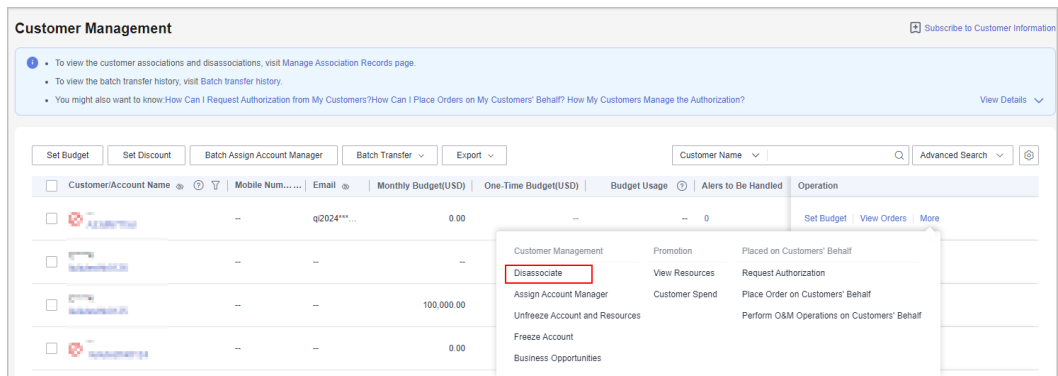 Customer Management
Subscribe to Customer Information
To view the customer associations and disassociations, visit Manage Association Records page.
To view the batch transfer history, visit Batch transfer history.
You might also want to know:How Can I Request Authorization from My Customers?How Can I Place Orders on My Customers' Behalf? How My Customers Manage the Authorization?
View Details
Set Budget Set Discount Batch Assign Account Manager Batch Transfer Export Customer Name Advanced Search
Customer/Account Name Mobile Num... ... Email Monthly Budget(USD) One-Time Budget(USD) Budget Usage Alers to Be Handled Operation
-- qi2024***... 0.00 -- -- 0 Set Budget View Orders More
-- -- --
-- -- 100,000.00
-- -- 0.00
Customer Management Promotion Placed on Customers' Behalf
Disassociate View Resources Request Authorization
Assign Account Manager Customer Spend Place Order on Customers' Behalf
Unfreeze Account and Resources Perform O&M Operations on Customers' Behalf
Freeze Account
Business Opportunities